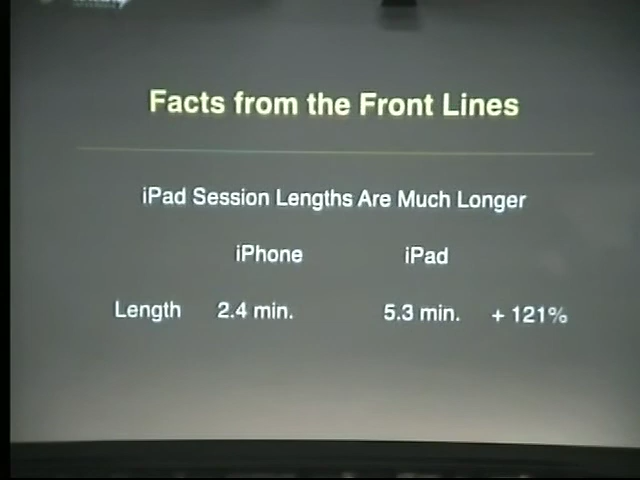 Facts from the Front Lines
iPad Session Lengths Are Much Longer
iPhone iPad
Length 2.4 min. 5.3 min. + 121%